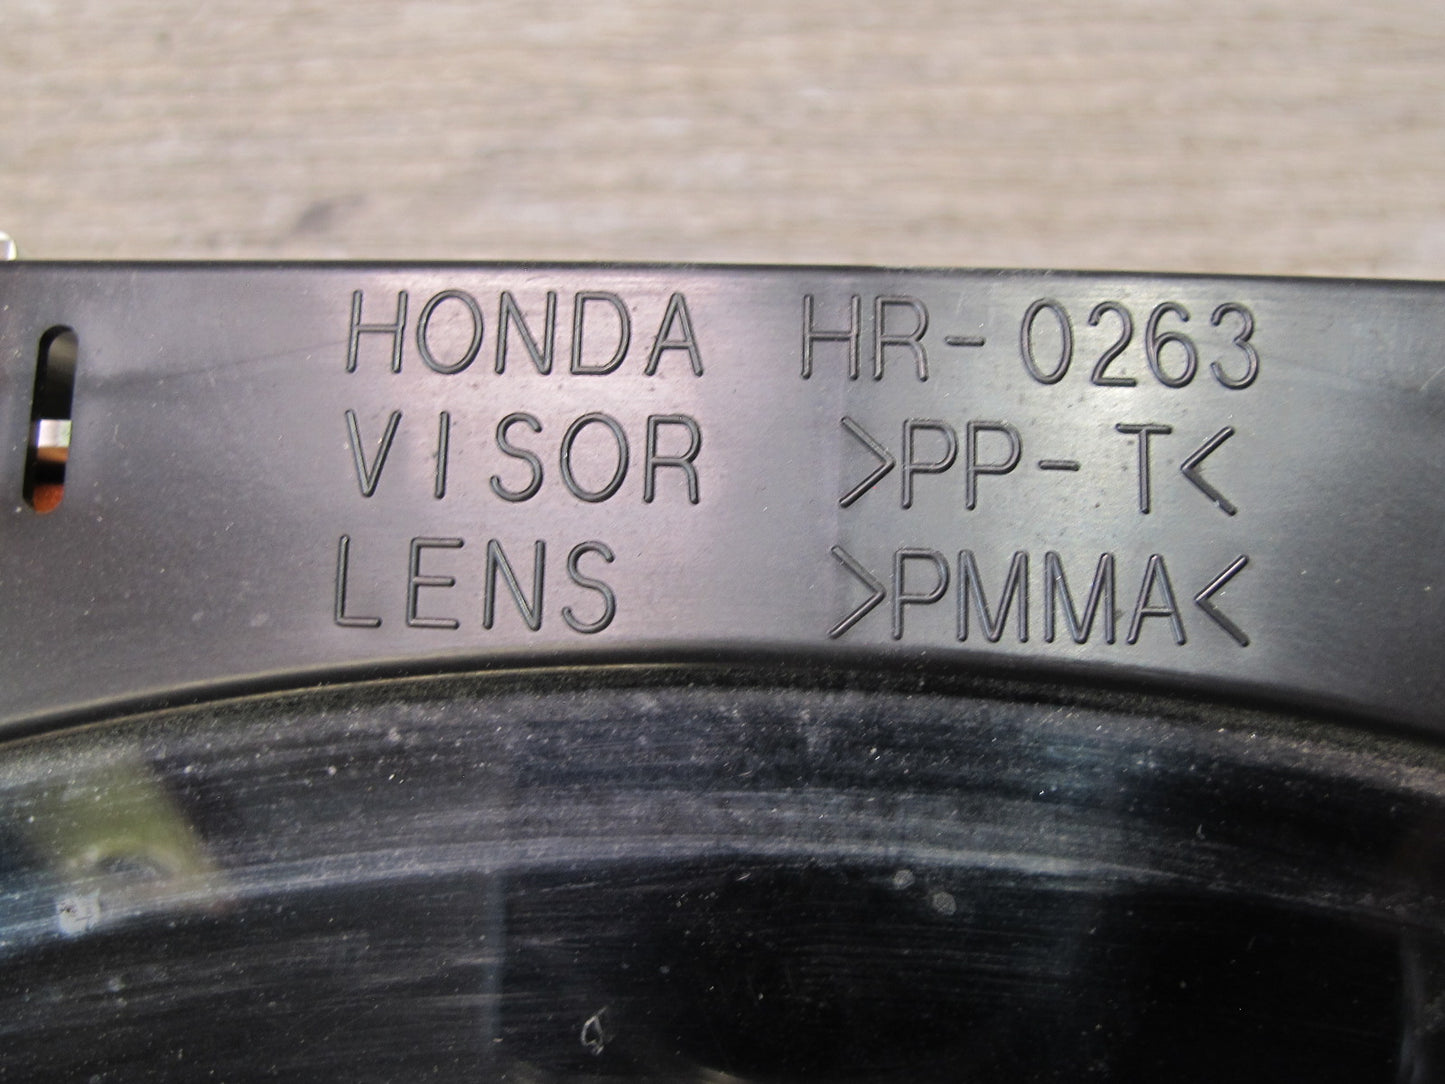 HONDA HR-0263
VISOR >PP-T<
LENS >PMMA<